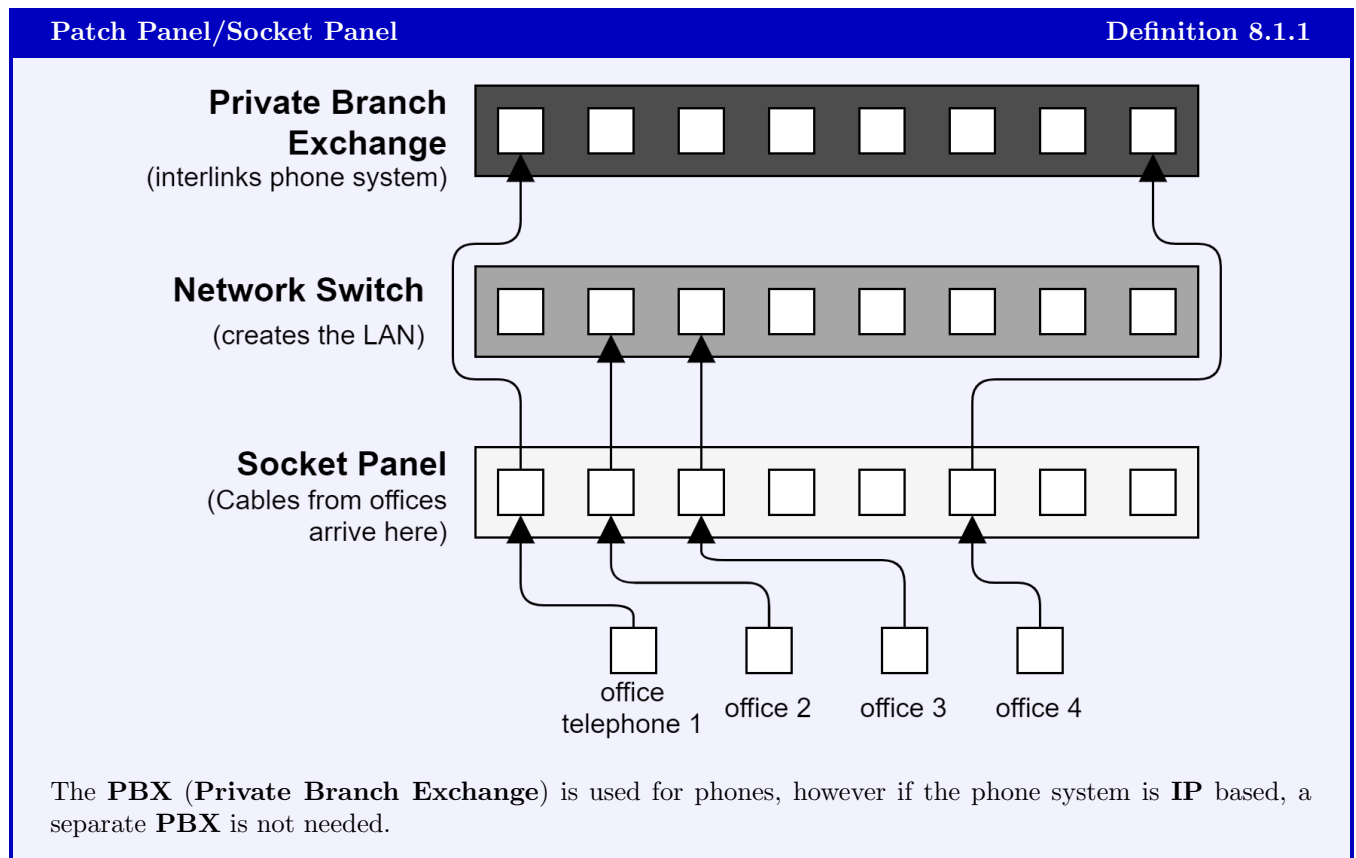 Patch Panel/Socket Panel Definition 8.1.1
Private Branch
Exchange
(interlinks phone system)
Network Switch
(creates the LAN)
Socket Panel
(Cables from offices
arrive here)
office
telephone 1
office 2
office 3
office 4
The PBX (Private Branch Exchange) is used for phones, however if the phone system is IP based, a
separate PBX is not needed.